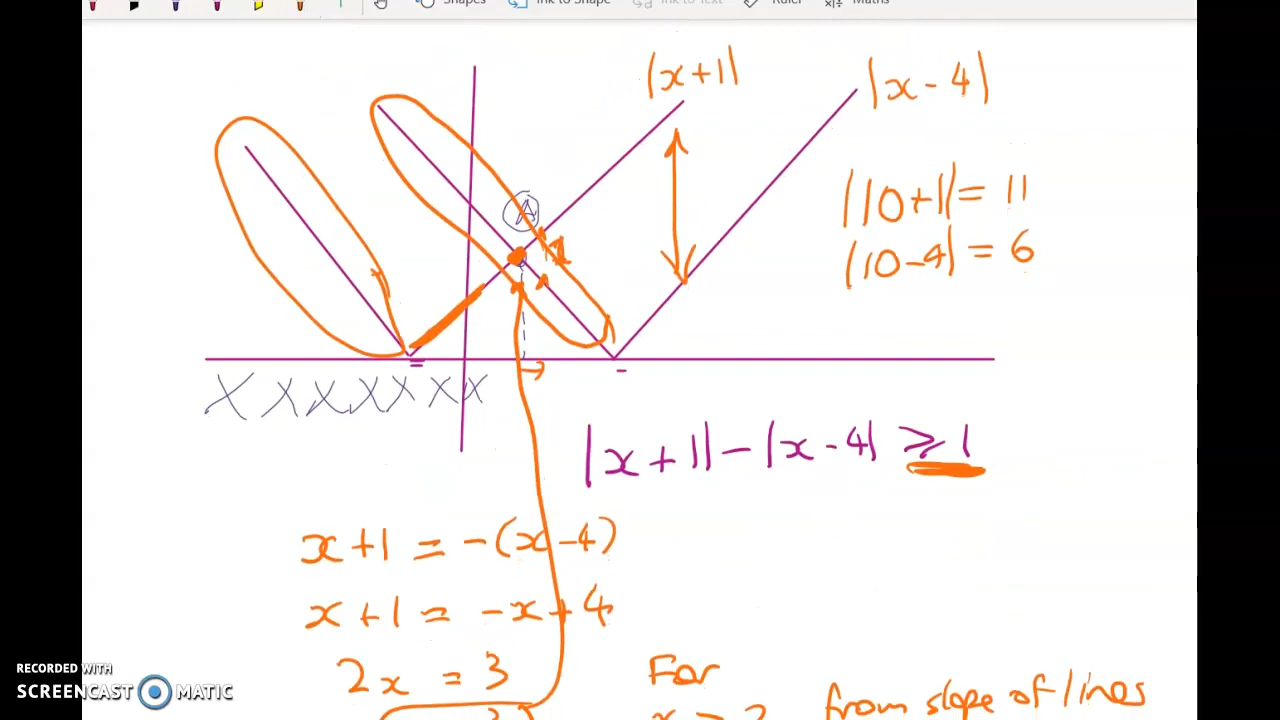 Shapes Ink to Shape Ink to Text Ruler Maths
|x+1|
|x-4|
A
|10+1| = 11
|10-4| = 6
X X X X X X X
|x+1| - |x-4| ≥ 1
x+1 = -(x-4)
x+1 = -x+4
2x = 3
For
from slope of lines
RECORDED WITH
SCREENCAST MATIC